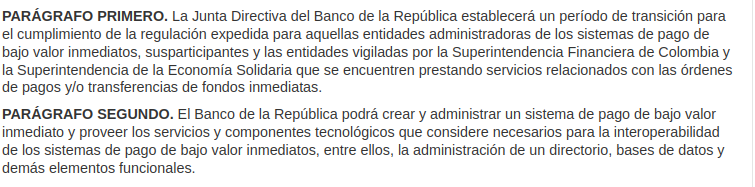 PARÁGRAFO PRIMERO. La Junta Directiva del Banco de la República establecerá un período de transición para
el cumplimiento de la regulación expedida para aquellas entidades administradoras de los sistemas de pago de
bajo valor inmediatos, susparticipantes y las entidades vigiladas por la Superintendencia Financiera de Colombia y
la Superintendencia de la Economía Solidaria que se encuentren prestando servicios relacionados con las órdenes
de pagos y/o transferencias de fondos inmediatas.
PARÁGRAFO SEGUNDO. El Banco de la República podrá crear y administrar un sistema de pago de bajo valor
inmediato y proveer los servicios y componentes tecnológicos que considere necesarios para la interoperabilidad
de los sistemas de pago de bajo valor inmediatos, entre ellos, la administración de un directorio, bases de datos y
demás elementos funcionales.